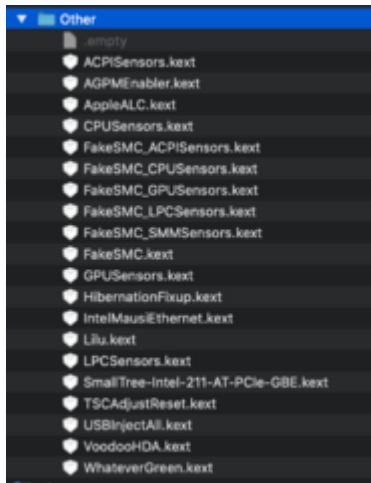 Other
.empty
ACPISensors.kext
AGPMEnabler.kext
AppleALC.kext
CPUSensors.kext
FakeSMC_ACPISensors.kext
FakeSMC_CPUSensors.kext
FakeSMC_GPUSensors.kext
FakeSMC_LPCSensors.kext
FakeSMC_SMMSensors.kext
FakeSMC.kext
GPUSensors.kext
HibernationFixup.kext
IntelMausiEthernet.kext
Lilu.kext
LPCSensors.kext
SmallTree-Intel-211-AT-PCIe-GBE.kext
TSCAdjustReset.kext
USBInjectAll.kext
VoodooHDA.kext
WhateverGreen.kext